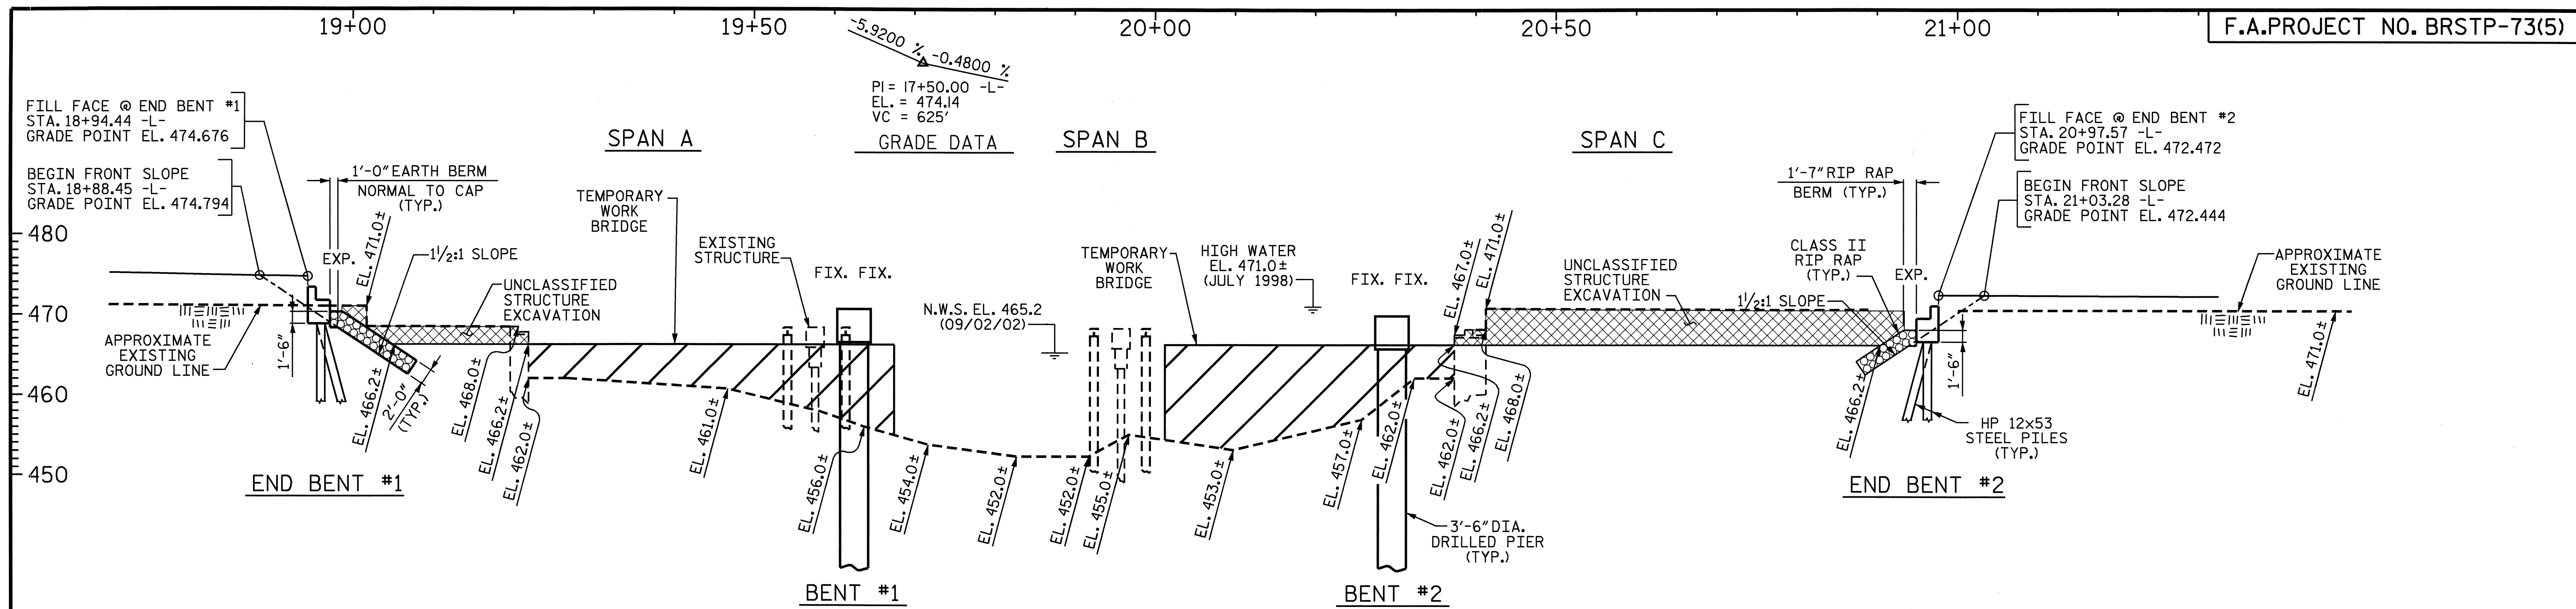 19+00
19+50
20+00
20+50
21+00
F.A.PROJECT NO. BRSTP-73(5)
-5.9200 %
-0.4800 %
PI = 17+50.00 -L-
EL. = 474.14
VC = 625'
GRADE DATA
FILL FACE @ END BENT #1
STA. 18+94.44 -L-
GRADE POINT EL. 474.676
BEGIN FRONT SLOPE
STA. 18+88.45 -L-
GRADE POINT EL. 474.794
1'-0" EARTH BERM
NORMAL TO CAP
(TYP.)
SPAN A
SPAN B
SPAN C
FILL FACE @ END BENT #2
STA. 20+97.57 -L-
GRADE POINT EL. 472.472
BEGIN FRONT SLOPE
STA. 21+03.28 -L-
GRADE POINT EL. 472.444
1'-7" RIP RAP
BERM (TYP.)
480
470
460
450
EXP.
EL. 471.0±
1½:1 SLOPE
UNCLASSIFIED
STRUCTURE
EXCAVATION
TEMPORARY
WORK
BRIDGE
EXISTING
STRUCTURE
FIX. FIX.
N.W.S. EL. 465.2
(09/02/02)
TEMPORARY
WORK
BRIDGE
HIGH WATER
EL. 471.0±
(JULY 1998)
FIX. FIX.
EL. 467.0±
EL. 471.0±
UNCLASSIFIED
STRUCTURE
EXCAVATION
1½:1 SLOPE
CLASS II
RIP RAP
(TYP.)
EXP.
APPROXIMATE
EXISTING
GROUND LINE
APPROXIMATE
EXISTING
GROUND LINE
1'-6"
EL. 466.2±
2'-0"
(TYP.)
EL. 468.0±
EL. 466.2±
EL. 462.0±
EL. 461.0±
EL. 456.0±
EL. 454.0±
EL. 452.0±
EL. 452.0±
EL. 455.0±
EL. 453.0±
EL. 457.0±
EL. 462.0±
EL. 462.0±
EL. 466.2±
EL. 468.0±
EL. 466.2±
1'-6"
EL. 471.0±
HP 12x53
STEEL PILES
(TYP.)
3'-6" DIA.
DRILLED PIER
(TYP.)
END BENT #1
BENT #1
BENT #2
END BENT #2